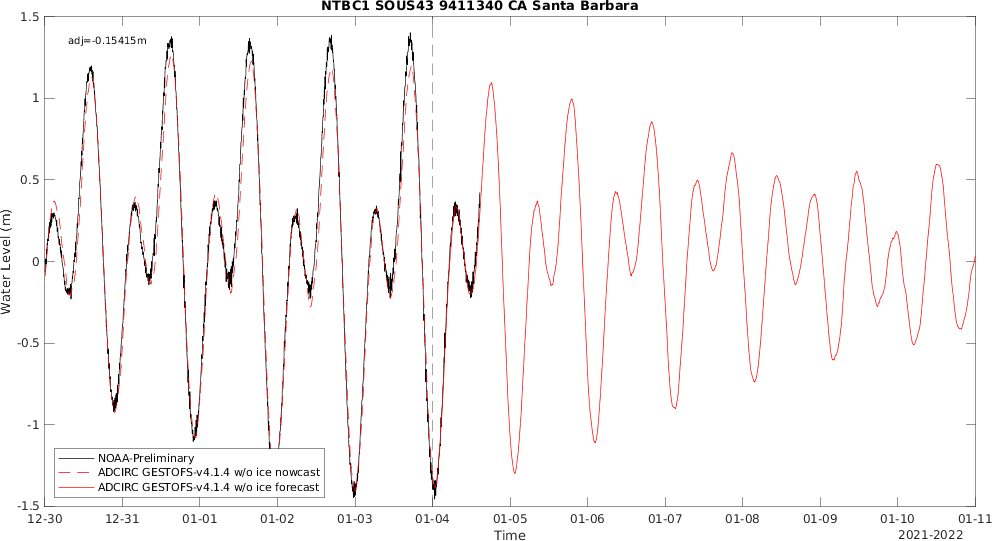 NTBC1 SOUS43 9411340 CA Santa Barbara
adj=-0.15415m
1.5
1
0.5
0
-0.5
-1
-1.5
Water Level (m)
NOAA-Preliminary
ADCIRC GESTOFS-v4.1.4 w/o ice nowcast
ADCIRC GESTOFS-v4.1.4 w/o ice forecast
12-30 12-31 01-01 01-02 01-03 01-04 01-05 01-06 01-07 01-08 01-09 01-10 01-11
Time
2021-2022